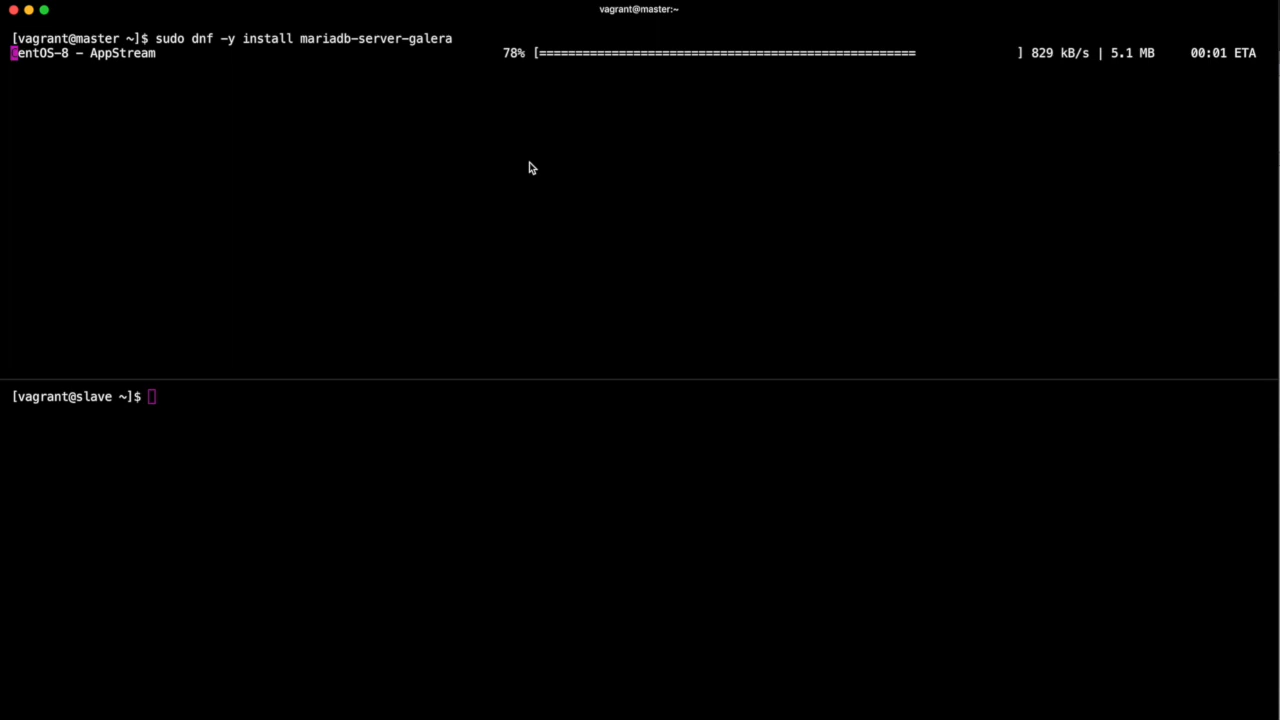 vagrant@master:~
[vagrant@master ~]$ sudo dnf -y install mariadb-server-galera
CentOS-8 - AppStream 78% [==================================================== ] 829 kB/s | 5.1 MB 00:01 ETA
[vagrant@slave ~]$